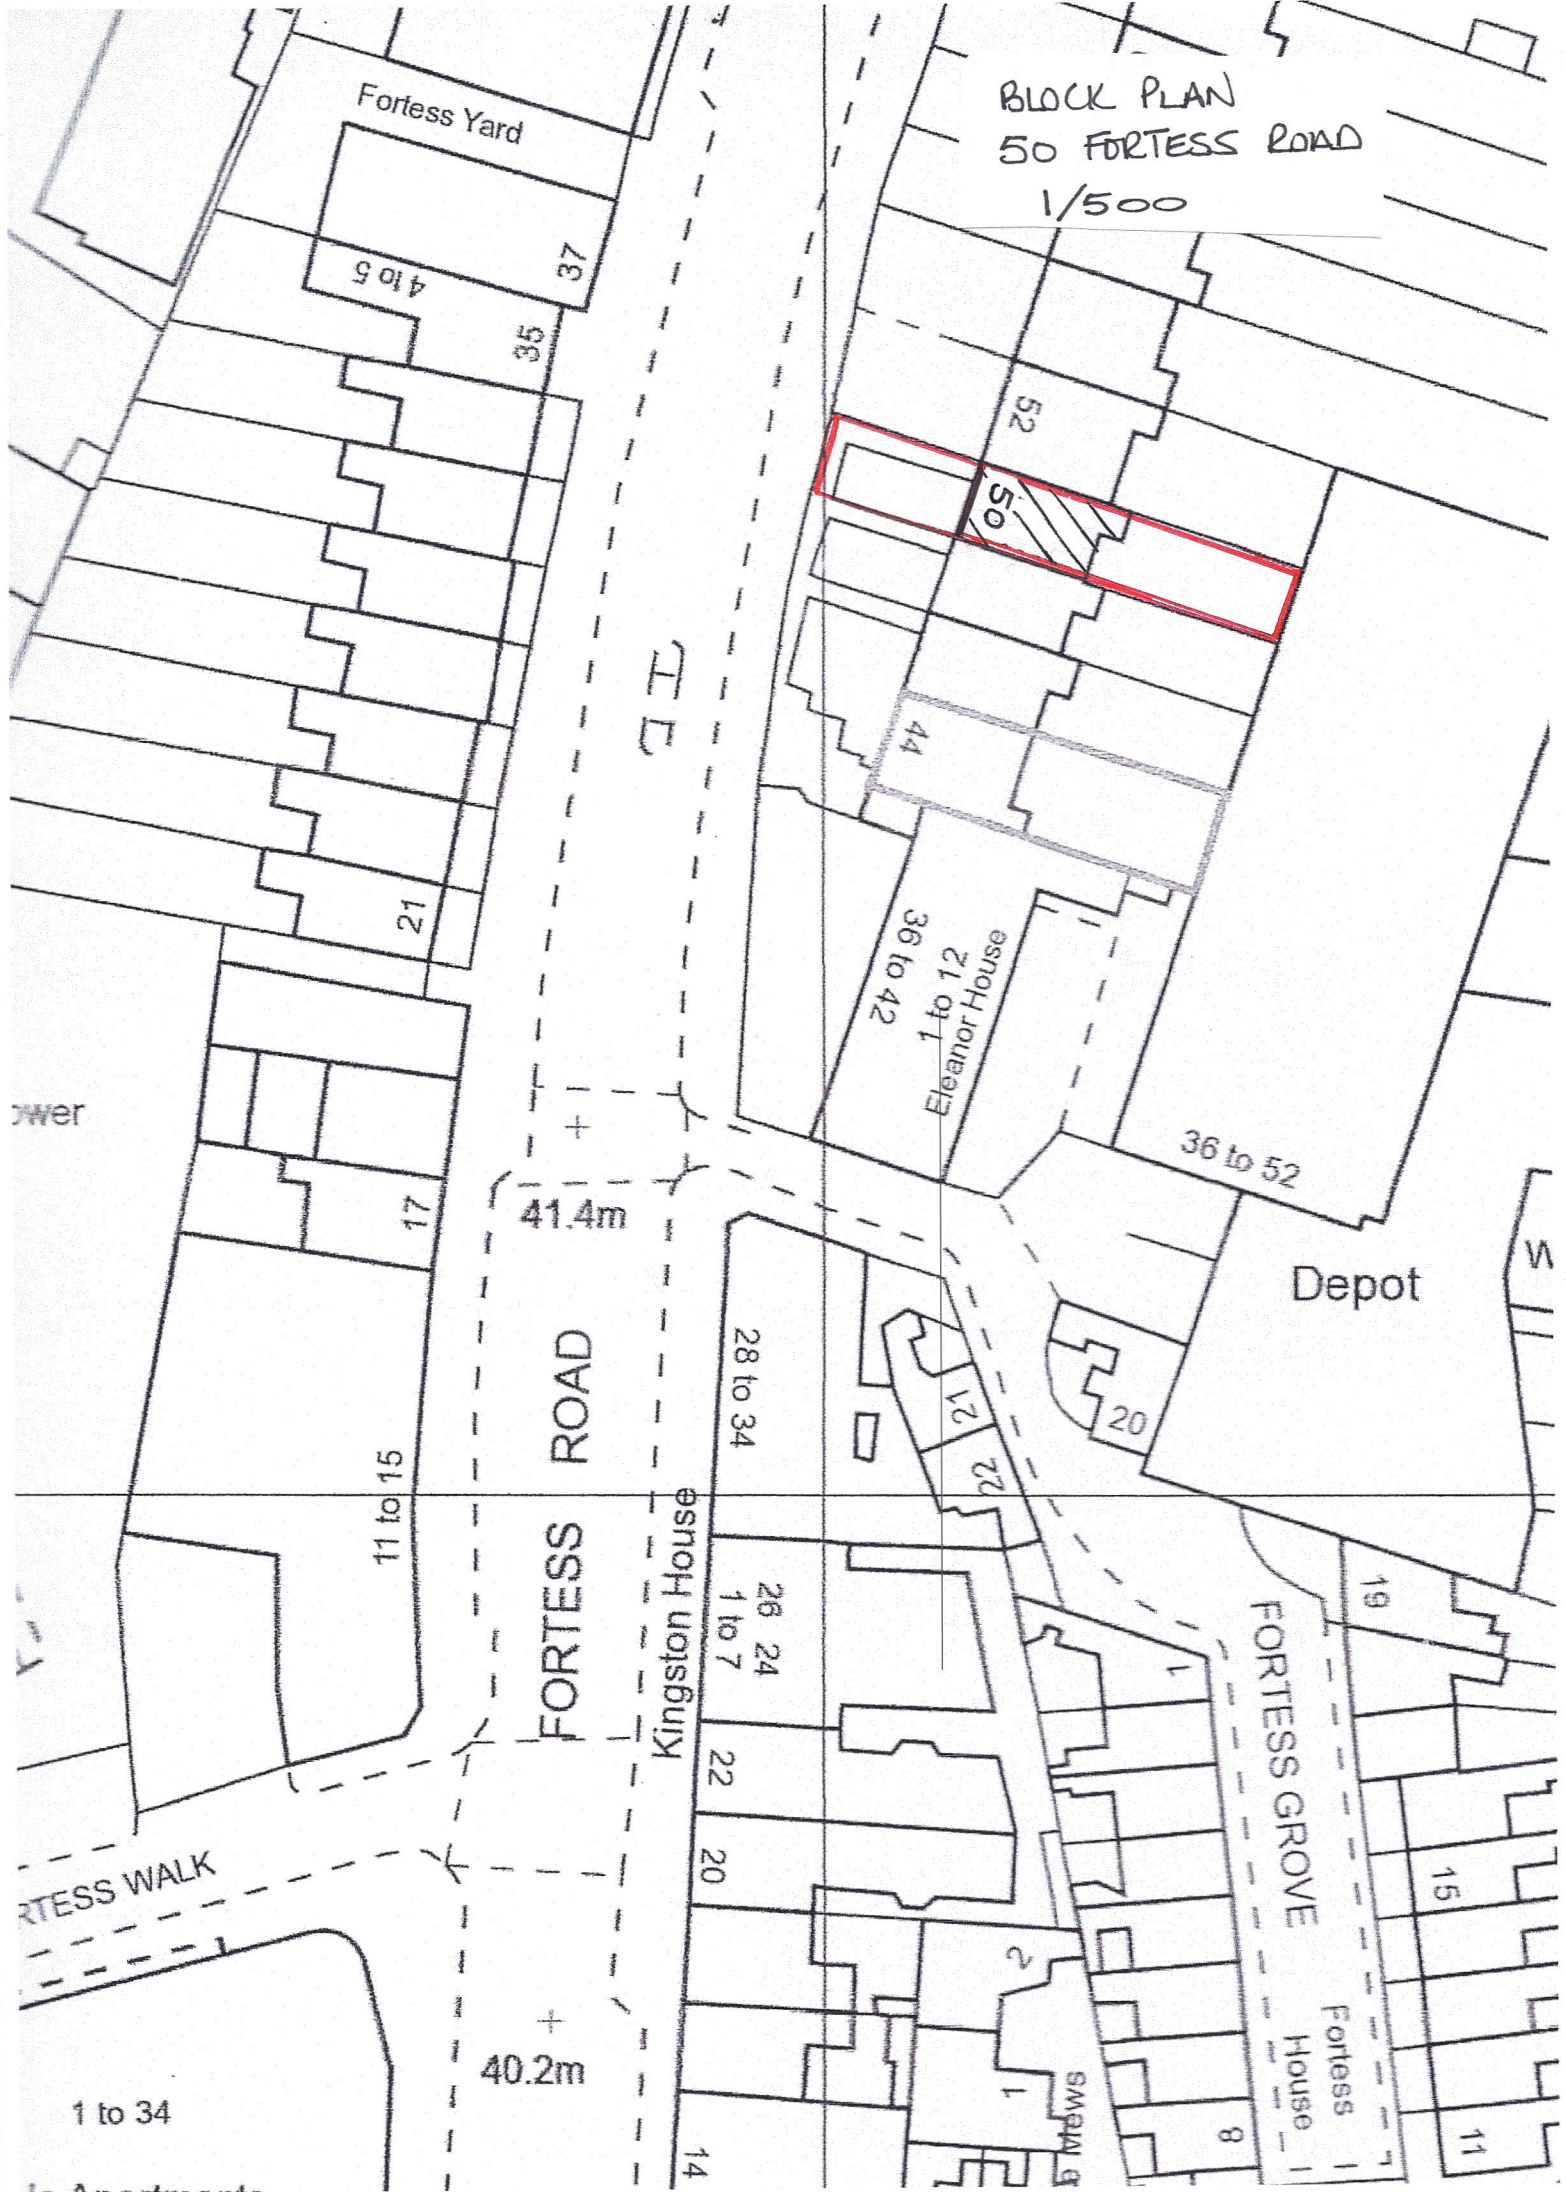 BLOCK PLAN
50 FORTESS ROAD
1/500
Fortess Yard
4 to 5
37
35
52
50
44
21
36 to 42
1 to 12
Eleanor House
36 to 52
17
41.4m
Depot
28 to 34
21
20
22
11 to 15
FORTESS ROAD
Kingston House
26 24
1 to 7
19
1
FORTESS GROVE
22
20
15
2
40.2m
Fortess
House
1
Mews
8
11
1 to 34
14
WALK